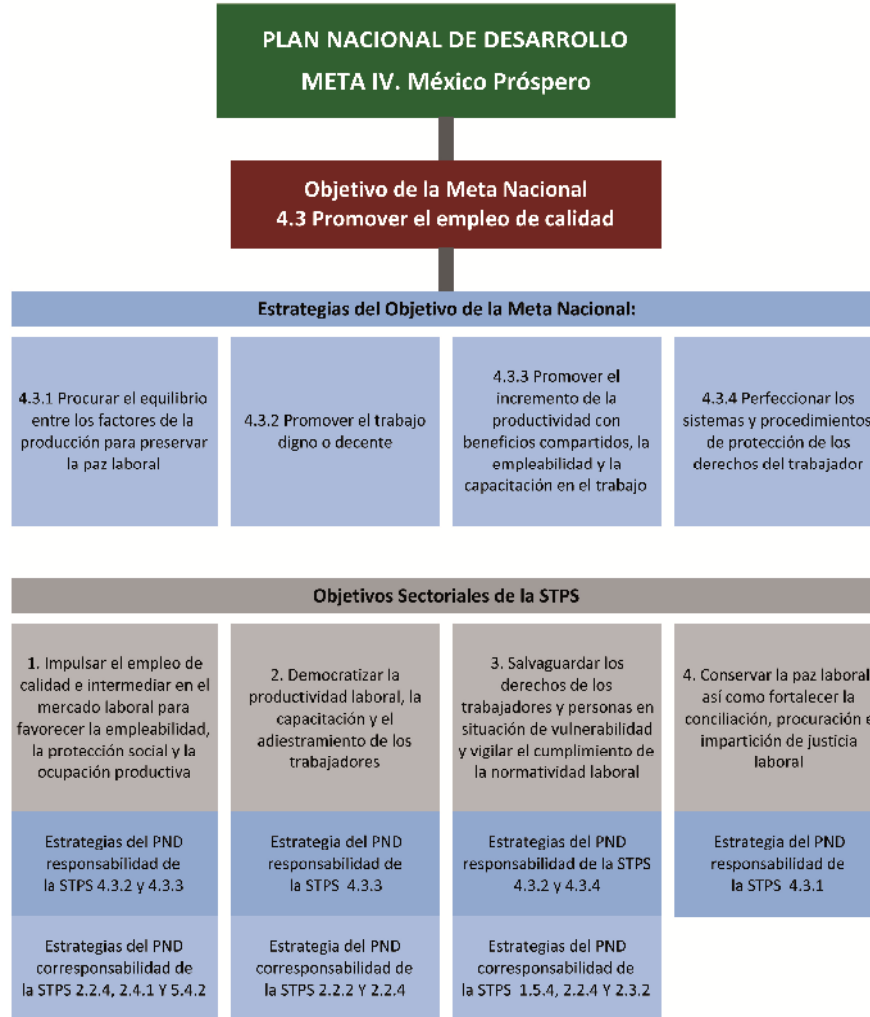 PLAN NACIONAL DE DESARROLLO
META IV. México Próspero
Objetivo de la Meta Nacional
4.3 Promover el empleo de calidad
Estrategias del Objetivo de la Meta Nacional:
4.3.1 Procurar el equilibrio
entre los factores de la
producción para preservar
la paz laboral
4.3.2 Promover el trabajo
digno o decente
4.3.3 Promover el
incremento de la
productividad con
beneficios compartidos, la
empleabilidad y la
capacitación en el trabajo
4.3.4 Perfeccionar los
sistemas y procedimientos
de protección de los
derechos del trabajador
Objetivos Sectoriales de la STPS
1. Impulsar el empleo de
calidad e intermediar en el
mercado laboral para
favorecer la empleabilidad,
la protección social y la
ocupación productiva
2. Democratizar la
productividad laboral, la
capacitación y el
adiestramiento de los
trabajadores
3. Salvaguardar los
derechos de los
trabajadores y personas en
situación de vulnerabilidad
y vigilar el cumplimiento de
la normatividad laboral
4. Conservar la paz laboral,
así como fortalecer la
conciliación, procuración e
impartición de justicia
laboral
Estrategias del PND
responsabilidad de
la STPS 4.3.2 y 4.3.3
Estrategia del PND
responsabilidad de
la STPS 4.3.3
Estrategias del PND
responsabilidad de la STPS
4.3.2 y 4.3.4
Estrategia del PND
responsabilidad de
la STPS 4.3.1
Estrategias del PND
corresponsabilidad de
la STPS 2.2.4, 2.4.1 Y 5.4.2
Estrategia del PND
corresponsabilidad de
la STPS 2.2.2 Y 2.2.4
Estrategias del PND
corresponsabilidad de
la STPS 1.5.4, 2.2.4 Y 2.3.2